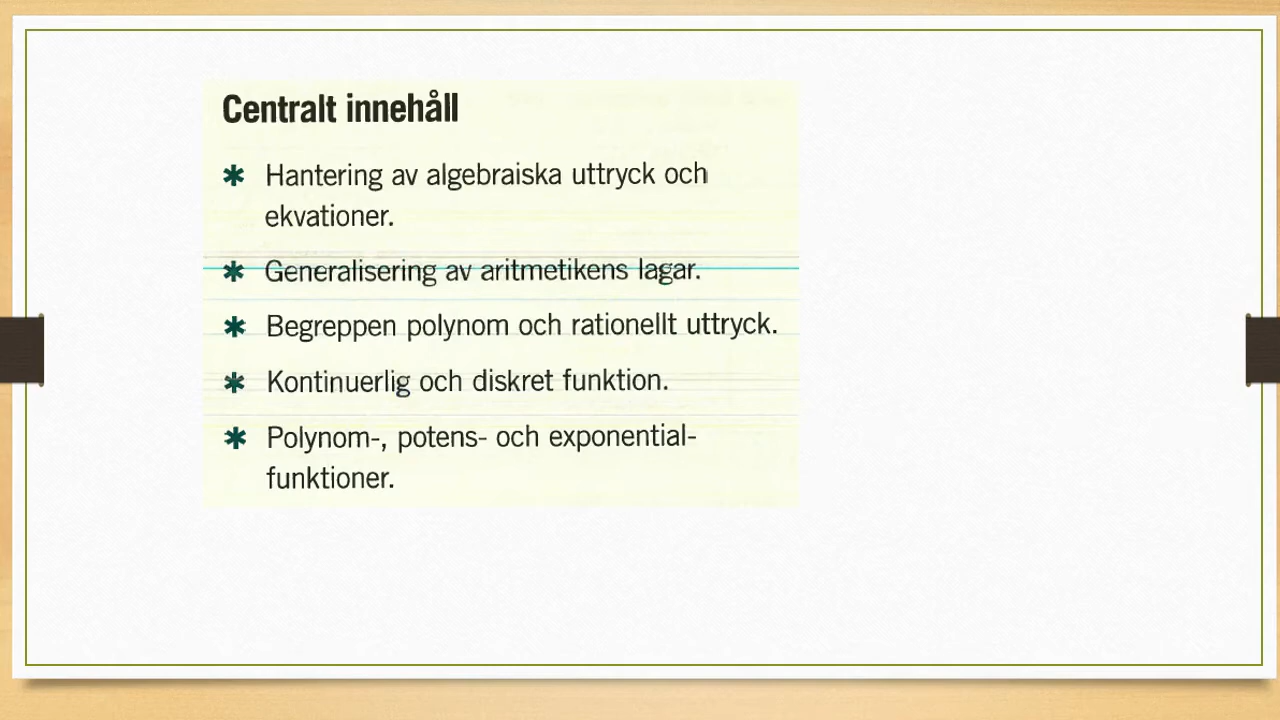 Centralt innehåll
✱ Hantering av algebraiska uttryck och
ekvationer.
✱ Generalisering av aritmetikens lagar.
✱ Begreppen polynom och rationellt uttryck.
✱ Kontinuerlig och diskret funktion.
✱ Polynom-, potens- och exponential-
funktioner.